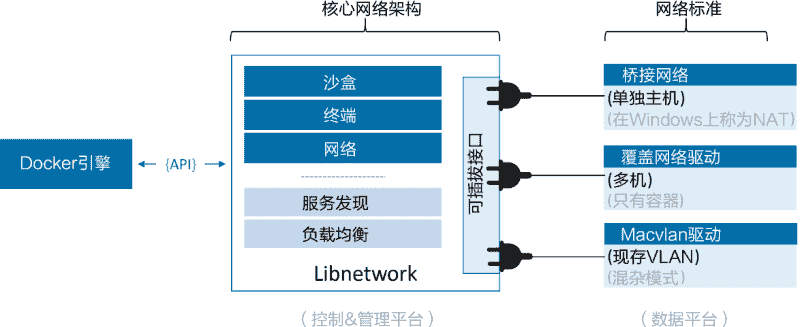 核心网络架构
网络标准
Docker引擎
{API}
沙盒
终端
网络
服务发现
负载均衡
Libnetwork
可插拔接口
桥接网络
(单独主机)
(在Windows上称为NAT)
覆盖网络驱动
(多机)
(只有容器)
Macvlan驱动
(现存VLAN)
(混杂模式)
(控制&管理平台)
(数据平台)